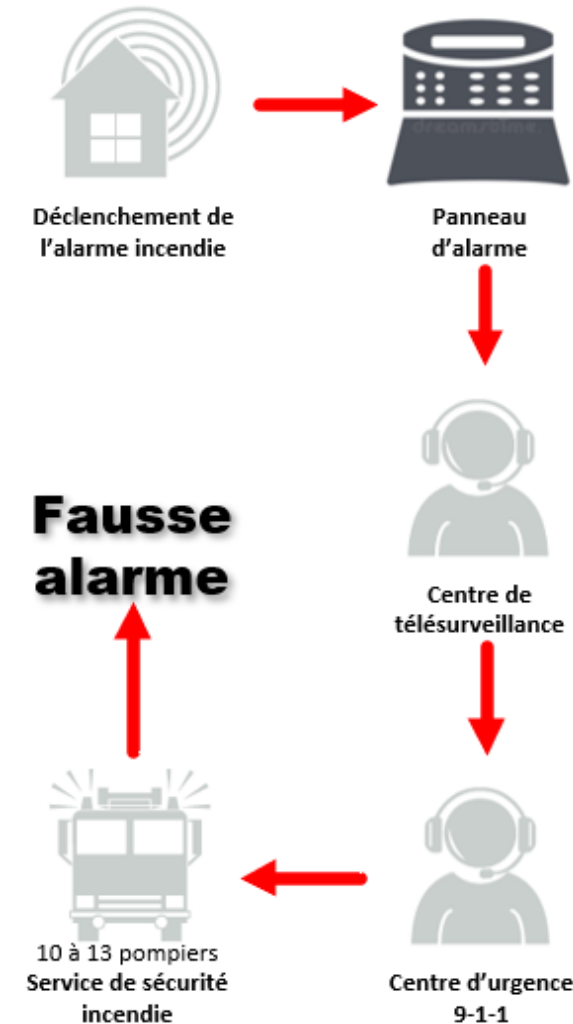 Déclenchement de
l'alarme incendie
dreamstime.
Panneau
d'alarme
Centre de
télésurveillance
Centre d'urgence
9-1-1
10 à 13 pompiers
Service de sécurité
incendie
Fausse
alarme